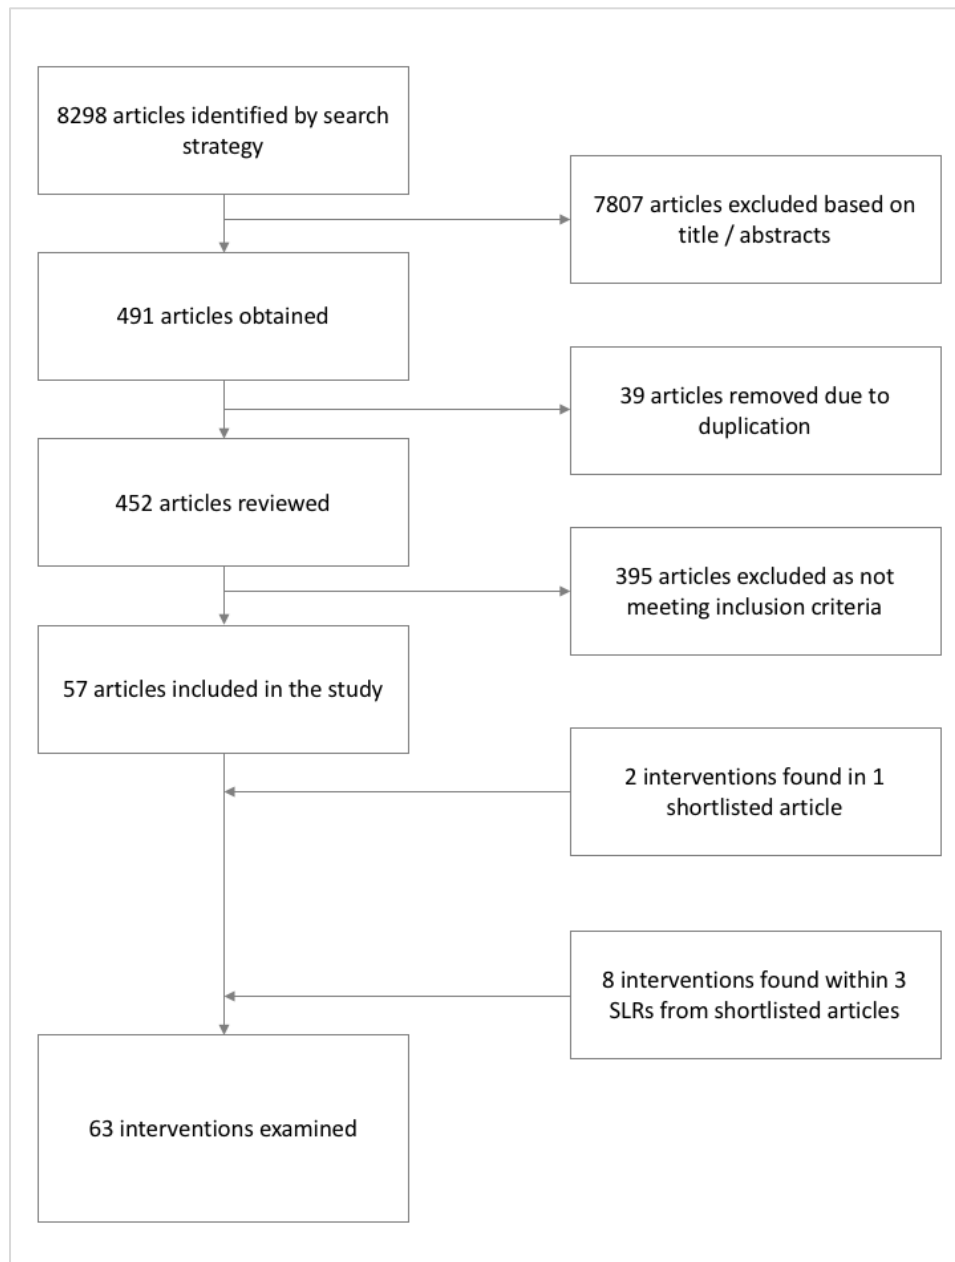 8298 articles identified by search
strategy
7807 articles excluded based on
title / abstracts
491 articles obtained
39 articles removed due to
duplication
452 articles reviewed
395 articles excluded as not
meeting inclusion criteria
57 articles included in the study
2 interventions found in 1
shortlisted article
8 interventions found within 3
SLRs from shortlisted articles
63 interventions examined